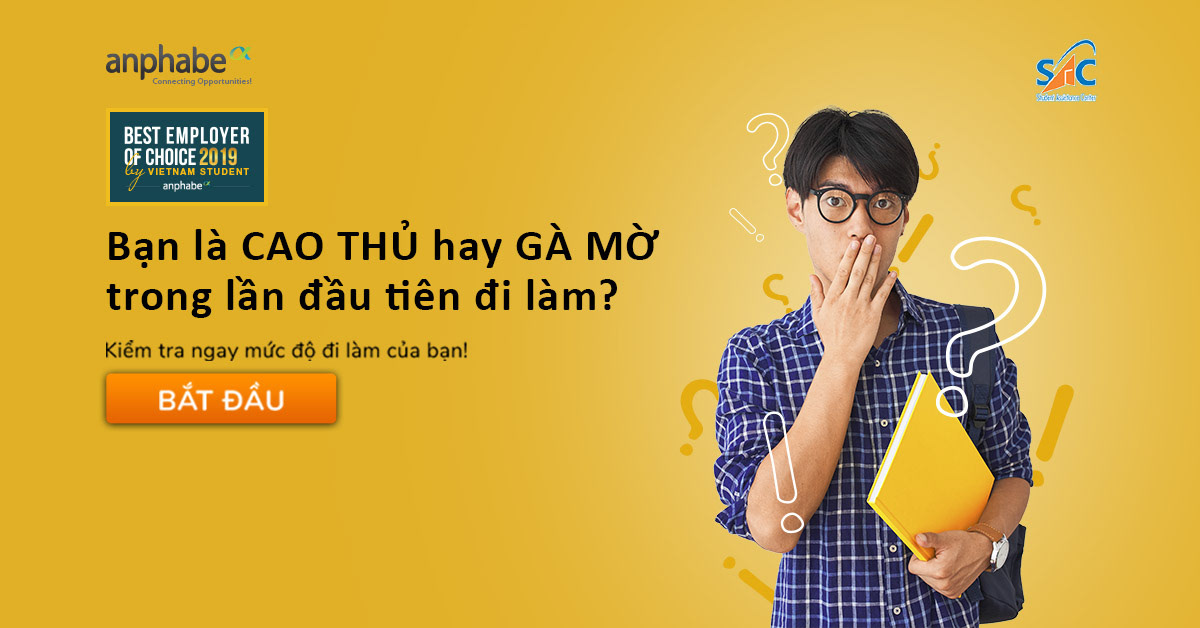 anphabe
Connecting Opportunities!
SAC
BEST EMPLOYER
OF CHOICE 2019
by VIETNAM STUDENT
anphabe
Bạn là CAO THỦ hay GÀ MỜ
trong lần đầu tiên đi làm?
Kiểm tra ngay mức độ đi làm của bạn!
BẮT ĐẦU